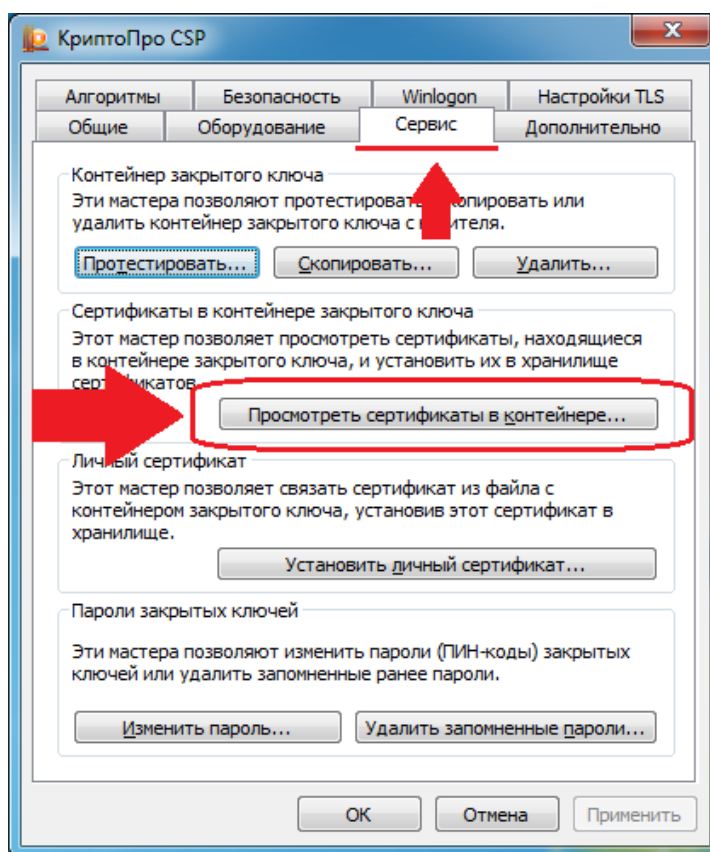 КриптоПро CSP
Алгоритмы Безопасность Winlogon Настройки TLS
Общие Оборудование Сервис Дополнительно
Контейнер закрытого ключа
Эти мастера позволяют протестировать, скопировать или
удалить контейнер закрытого ключа с носителя.
Протестировать... Скопировать... Удалить...
Сертификаты в контейнере закрытого ключа
Этот мастер позволяет просмотреть сертификаты, находящиеся
в контейнере закрытого ключа, и установить их в хранилище
сертификатов.
Просмотреть сертификаты в контейнере...
Личный сертификат
Этот мастер позволяет связать сертификат из файла с
контейнером закрытого ключа, установив этот сертификат в
хранилище.
Установить личный сертификат...
Пароли закрытых ключей
Эти мастера позволяют изменить пароли (ПИН-коды) закрытых
ключей или удалить запомненные ранее пароли.
Изменить пароль... Удалить запомненные пароли...
ОК Отмена Применить